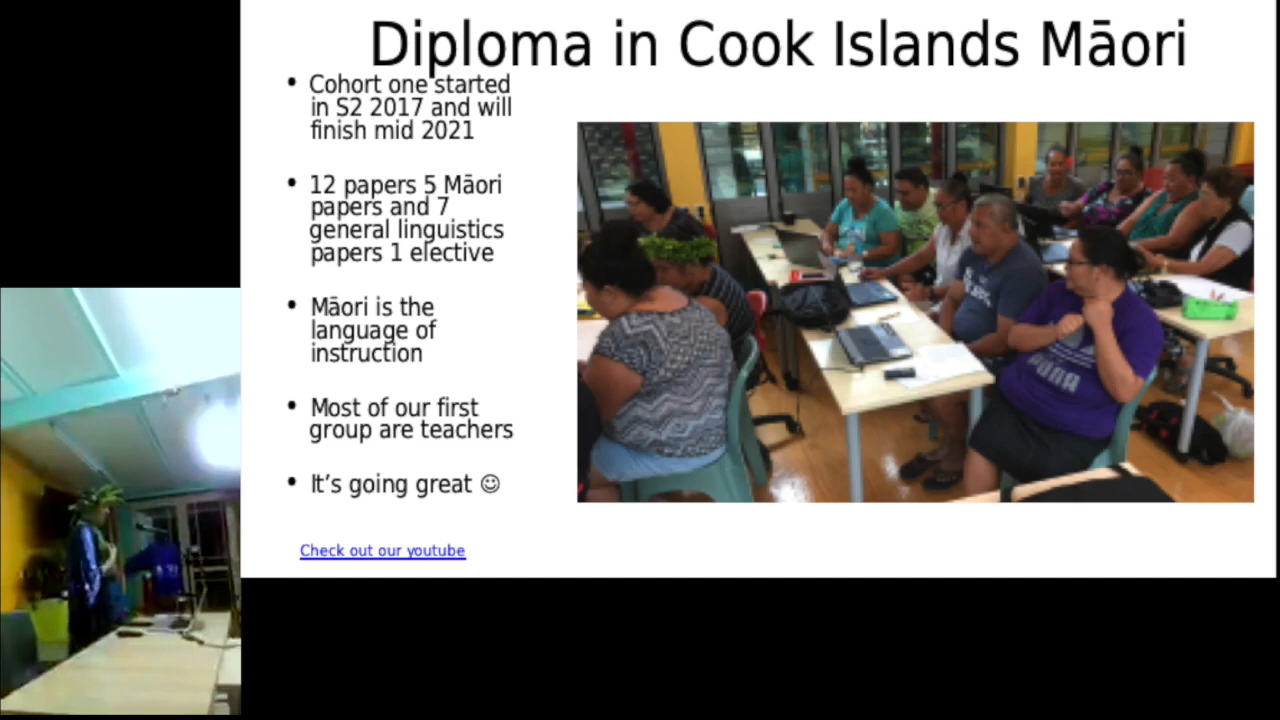 Diploma in Cook Islands Māori
• Cohort one started
in S2 2017 and will
finish mid 2021
• 12 papers 5 Māori
papers and 7
general linguistics
papers 1 elective
• Māori is the
language of
instruction
• Most of our first
group are teachers
• It’s going great ☺
Check out our youtube